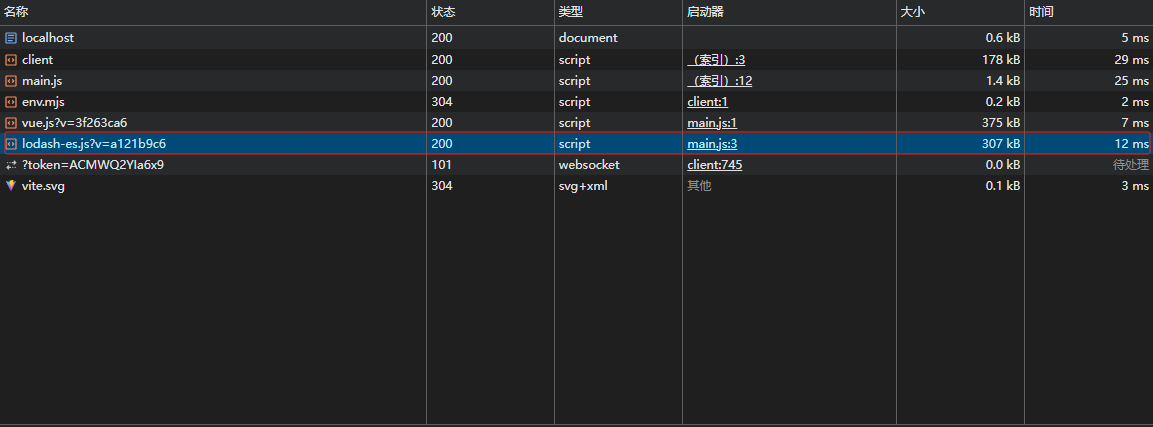 名称 状态 类型 启动器 大小 时间
localhost 200 document 0.6 kB 5 ms
client 200 script （索引）:3 178 kB 29 ms
main.js 200 script （索引）:12 1.4 kB 25 ms
env.mjs 304 script client:1 0.2 kB 2 ms
vue.js?v=3f263ca6 200 script main.js:1 375 kB 7 ms
lodash-es.js?v=a121b9c6 200 script main.js:3 307 kB 12 ms
?token=ACMWQ2YIa6x9 101 websocket client:745 0.0 kB 待处理
vite.svg 304 svg+xml 其他 0.1 kB 3 ms